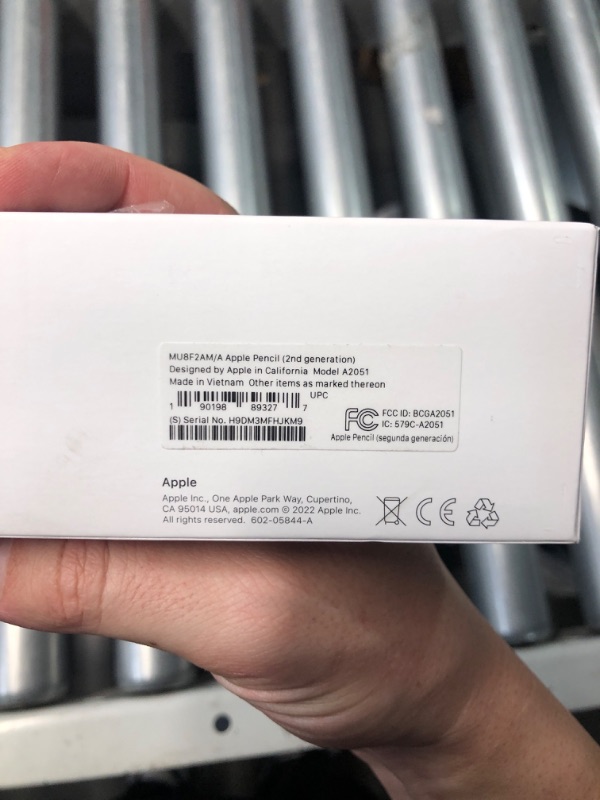 MU8F2AM/A Apple Pencil (2nd generation)
Designed by Apple in California Model A2051
Made in Vietnam Other items as marked thereon
UPC
1 90198 89327 7
(S) Serial No. H9DM3MFHJKM9
FCC ID: BCGA2051
IC: 579C-A2051
Apple Pencil (segunda generación)
Apple
Apple Inc., One Apple Park Way, Cupertino,
CA 95014 USA, apple.com © 2022 Apple Inc.
All rights reserved. 602-05844-A